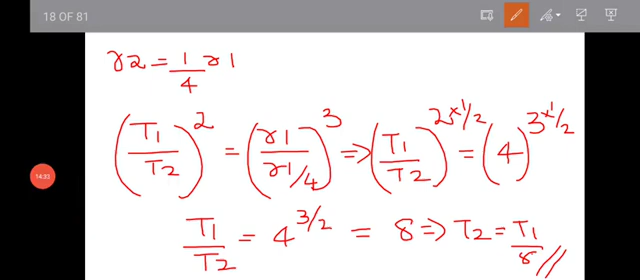 18 OF 81
r2 = 1/4 r1
(T1/T2)^2 = (r1/(r1/4))^3 => (T1/T2)^(2×1/2) = (4)^(3×1/2)
14:31
T1/T2 = 4^(3/2) = 8 => T2 = T1/8 //